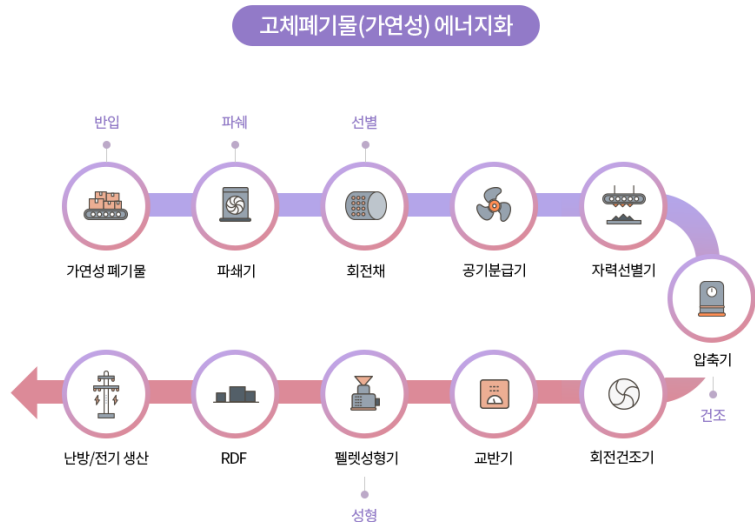 고체폐기물(가연성) 에너지화
반입
파쉐
선별
가연성 폐기물
파쇄기
회전채
공기분급기
자력선별기
압축기
건조
난방/전기 생산
RDF
펠렛성형기
교반기
회전건조기
성형